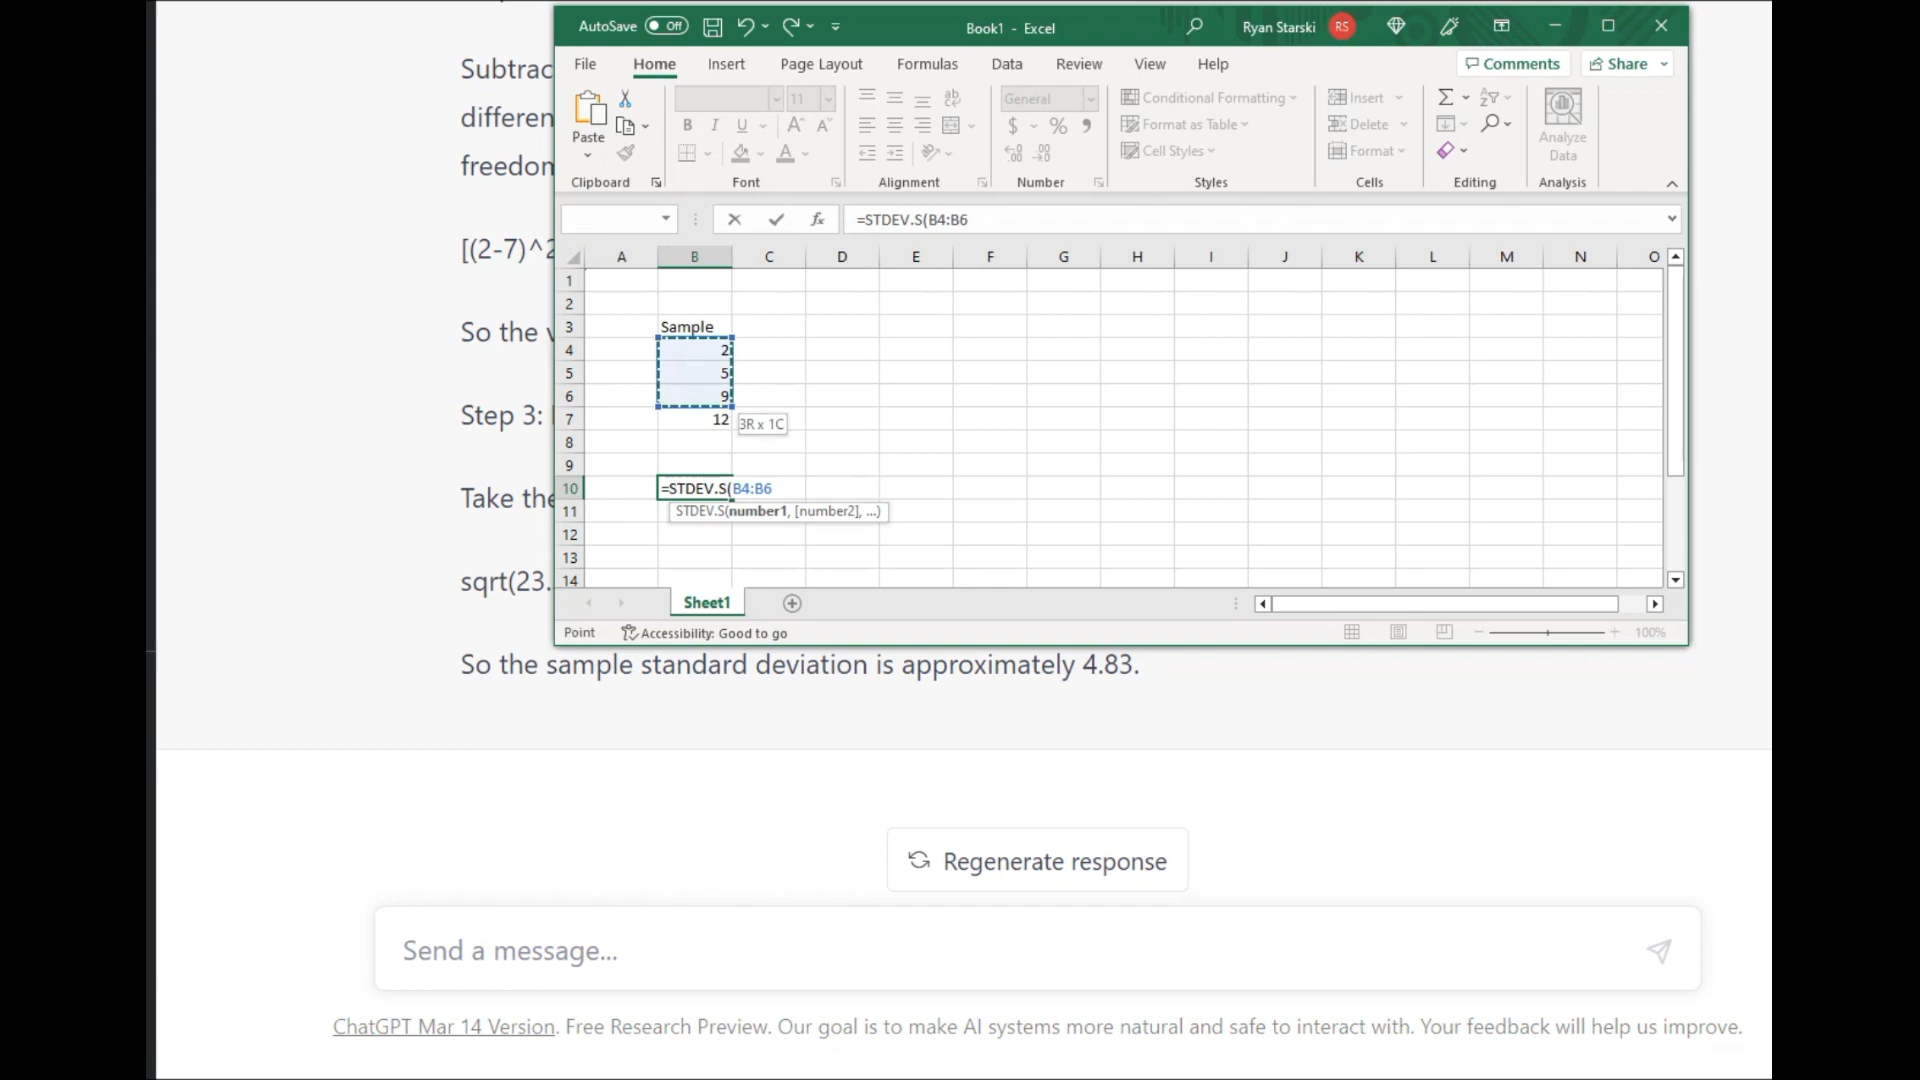 AutoSave Off Book1 - Excel Ryan Starski RS
File Home Insert Page Layout Formulas Data Review View Help Comments Share
Paste
11
B I U A A
ab
General
$ % 9
Conditional Formatting
Format as Table
Cell Styles
Insert
Delete
Format
Analyze
Data
Clipboard Font Alignment Number Styles Cells Editing Analysis
fx =STDEV.S(B4:B6
A B C D E F G H I J K L M N O
1
2
3 Sample
4 2
5 5
6 9
7 12 3R x 1C
8
9
10 =STDEV.S(B4:B6
11 STDEV.S(number1, [number2], ...)
12
13
14
Sheet1
Point Accessibility: Good to go 100%
Subtrac
differen
freedom
[(2-7)^2
So the v
Step 3:
Take the
sqrt(23.
So the sample standard deviation is approximately 4.83.
Regenerate response
Send a message...
ChatGPT Mar 14 Version. Free Research Preview. Our goal is to make AI systems more natural and safe to interact with. Your feedback will help us improve.